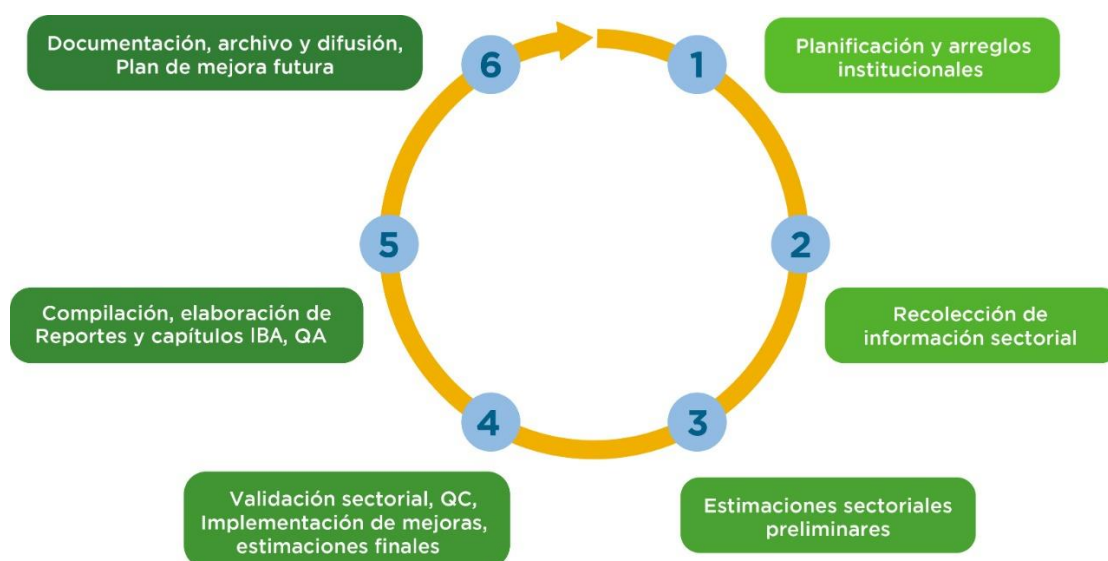 1
Planificación y arreglos
institucionales
2
Recolección de
información sectorial
3
Estimaciones sectoriales
preliminares
4
Validación sectorial, QC,
Implementación de mejoras,
estimaciones finales
5
Compilación, elaboración de
Reportes y capítulos IBA, QA
6
Documentación, archivo y difusión,
Plan de mejora futura